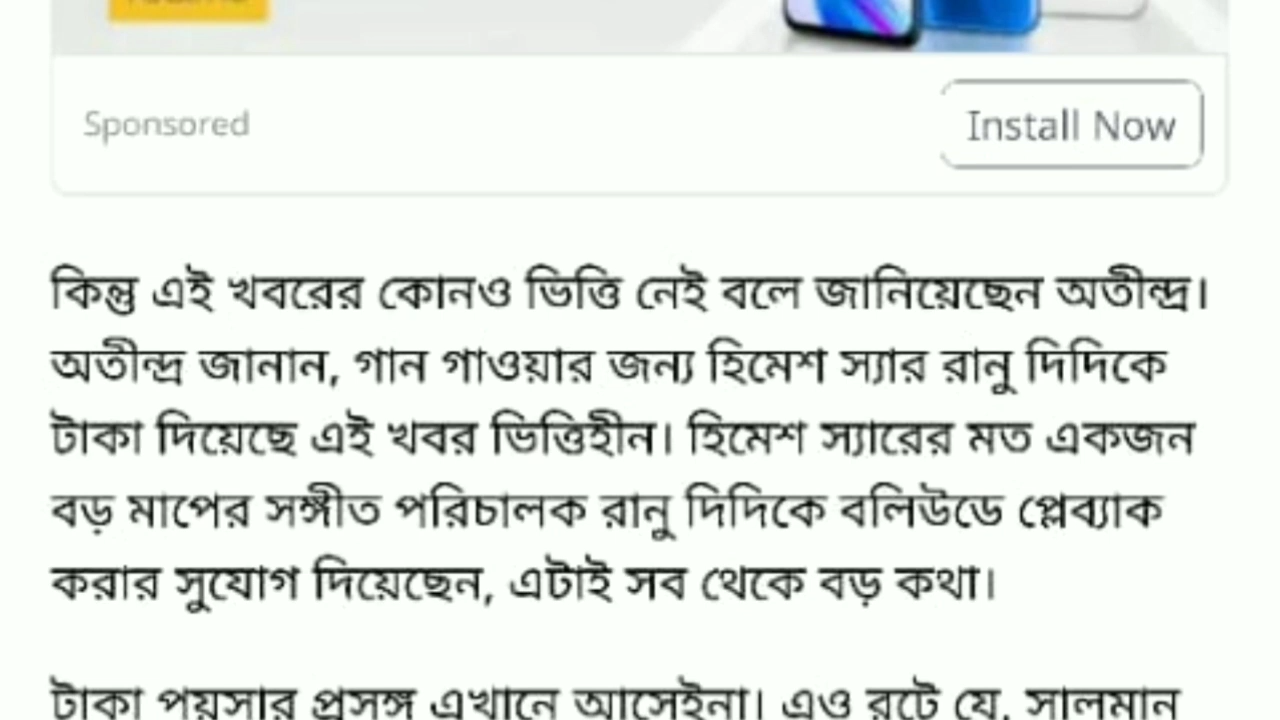 Sponsored
Install Now
কিন্তু এই খবরের কোনও ভিত্তি নেই বলে জানিয়েছেন অতীন্দ্র।
অতীন্দ্র জানান, গান গাওয়ার জন্য হিমেশ স্যার রানু দিদিকে
টাকা দিয়েছে এই খবর ভিত্তিহীন। হিমেশ স্যারের মত একজন
বড় মাপের সঙ্গীত পরিচালক রানু দিদিকে বলিউডে প্লেব্যাক
করার সুযোগ দিয়েছেন, এটাই সব থেকে বড় কথা।
টাকা পয়সার প্রসঙ্গ এখানে আসেইনা। এও রটে যে, সালমান